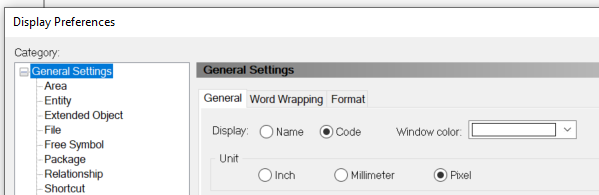 Display Preferences
Category:
General Settings
Area
Entity
Extended Object
File
Free Symbol
Package
Relationship
Shortcut
General Settings
General Word Wrapping Format
Display: Name Code Window color:
Unit
Inch Millimeter Pixel